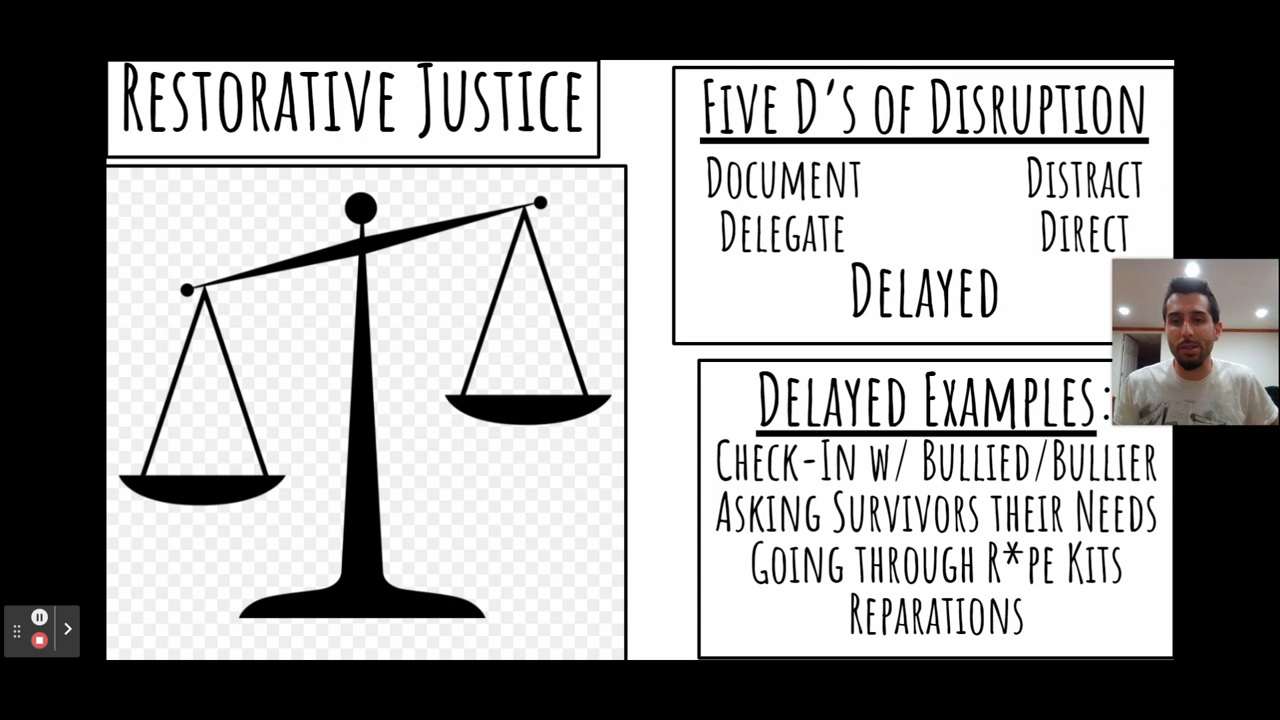 Restorative Justice
Five D's of Disruption
Document Distract
Delegate Direct
Delayed
Delayed Examples:
Check-In w/ Bullied/Bullier
Asking Survivors their Needs
Going through R*pe Kits
Reparations